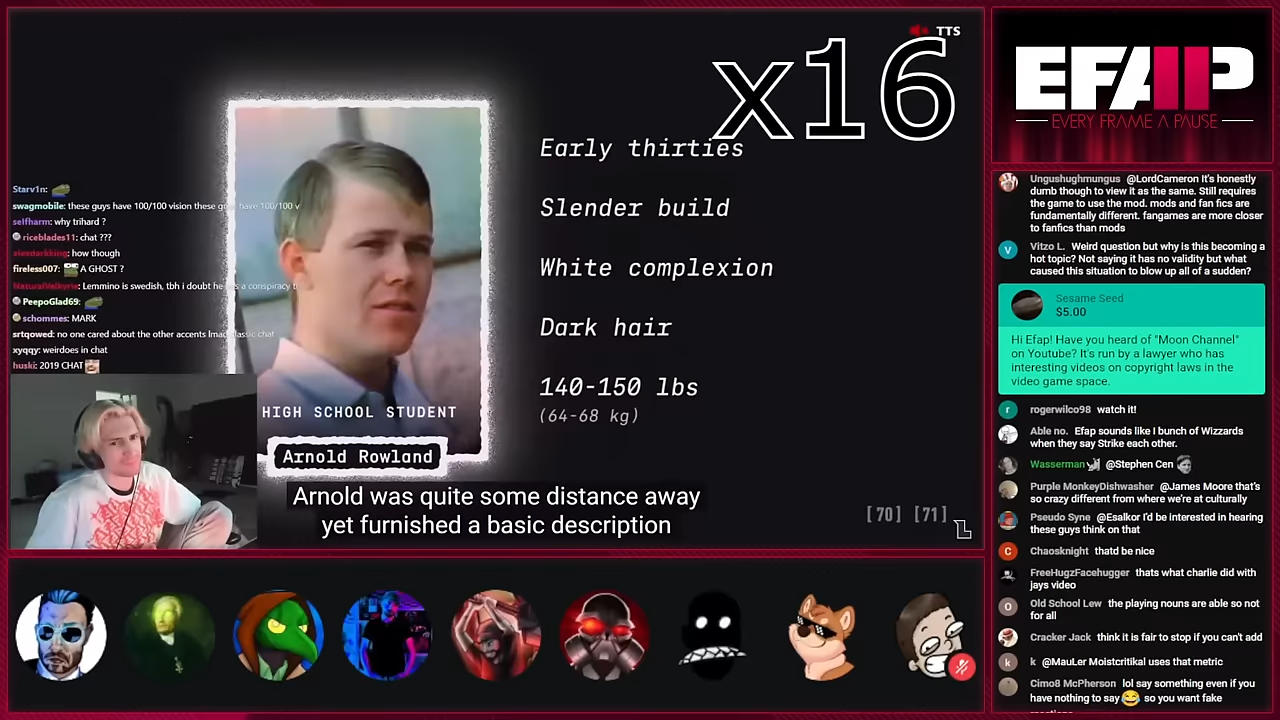 TTS
x16
Early thirties
Slender build
White complexion
Dark hair
140-150 lbs
(64-68 kg)
HIGH SCHOOL STUDENT
Arnold Rowland
Arnold was quite some distance away
yet furnished a basic description
[70] [71]
Starv1n:
swagmobile: these guys have 100/100 vision these guys have 100/100 v
selfharm: why trihard ?
riceblades11: chat ???
alexdarkking: how though
fireless007: A GHOST ?
NaturalValkyrie: Lemmino is swedish, tbh i doubt he is a conspiracy t
PeepoGlad69:
schommes: MARK
srtqowed: no one cared about the other accents lmao classic chat
xyqqy: weirdoes in chat
huski: 2019 CHAT
EFAP
EVERY FRAME A PAUSE
Ungushughmungus @LordCameron It's honestly
dumb though to view it as the same. Still requires
the game to use the mod. mods and fan fics are
fundamentally different. fangames are more closer
to fanfics than mods
V
Vitzo L. Weird question but why is this becoming a
hot topic? Not saying it has no validity but what
caused this situation to blow up all of a sudden?
Sesame Seed
$5.00
Hi Efap! Have you heard of "Moon Channel"
on Youtube? It's run by a lawyer who has
interesting videos on copyright laws in the
video game space.
r
rogerwilco98 watch it!
Able no. Efap sounds like I bunch of Wizzards
when they say Strike each other.
Wasserman @Stephen Cen
Purple MonkeyDishwasher @James Moore that's
so crazy different from where we're at culturally
Pseudo Syne @Esalkor I'd be interested in hearing
these guys think on that
C
Chaosknight thatd be nice
FreeHugzFacehugger thats what charlie did with
jays video
O
Old School Lew the playing nouns are able so not
for all
Cracker Jack think it is fair to stop if you can't add
k
k @MauLer Moistcritikal uses that metric
Cimo8 McPherson lol say something even if you
have nothing to say 😂 so you want fake